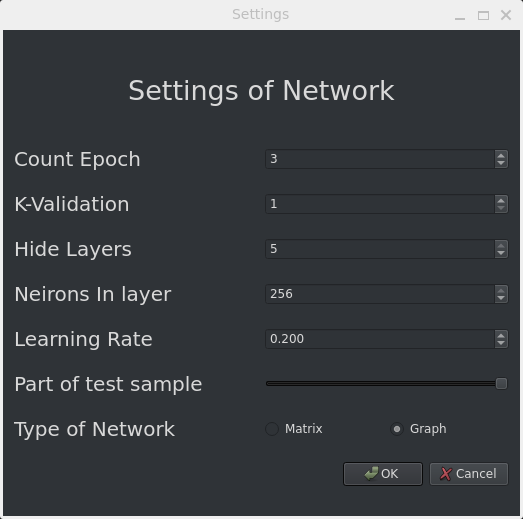 Settings
Settings of Network
Count Epoch 3
K-Validation 1
Hide Layers 5
Neirons In layer 256
Learning Rate 0.200
Part of test sample
Type of Network Matrix Graph
OK Cancel